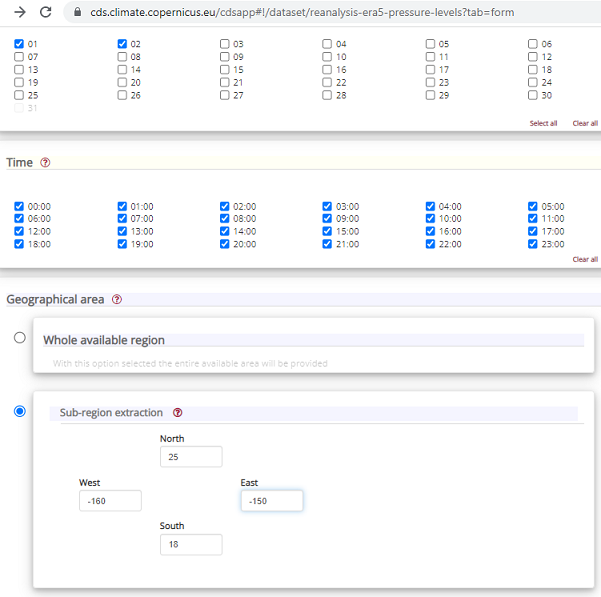 cds.climate.copernicus.eu/cdsapp#!/dataset/reanalysis-era5-pressure-levels?tab=form
01 02 03 04 05 06
07 08 09 10 11 12
13 14 15 16 17 18
19 20 21 22 23 24
25 26 27 28 29 30
31
Select all Clear all
Time ?
00:00 01:00 02:00 03:00 04:00 05:00
06:00 07:00 08:00 09:00 10:00 11:00
12:00 13:00 14:00 15:00 16:00 17:00
18:00 19:00 20:00 21:00 22:00 23:00
Clear all
Geographical area ?
Whole available region
With this option selected the entire available area will be provided
Sub-region extraction ?
North
25
West East
-160 -150
South
18